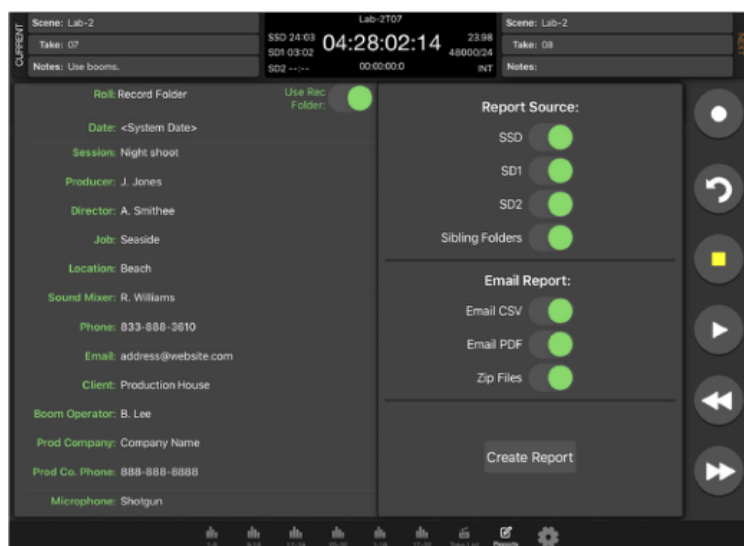 CURRENT
Scene: Lab-2
Take: 07
Notes: Use booms.
Lab-2T07
SSD 24:03
SD1 03:02
SD2 --:--
04:28:02:14
00:00:00:0
23.98
48000/24
INT
Scene: Lab-2
Take: 08
Notes:
NEXT
Roll: Record Folder
Use Rec
Folder:
Date: <System Date>
Session: Night shoot
Producer: J. Jones
Director: A. Smithee
Job: Seaside
Location: Beach
Sound Mixer: R. Williams
Phone: 833-888-3610
Email: address@website.com
Client: Production House
Boom Operator: B. Lee
Prod Company: Company Name
Prod Co. Phone: 888-888-8888
Microphone: Shotgun
Report Source:
SSD
SD1
SD2
Sibling Folders
Email Report:
Email CSV
Email PDF
Zip Files
Create Report
Reports